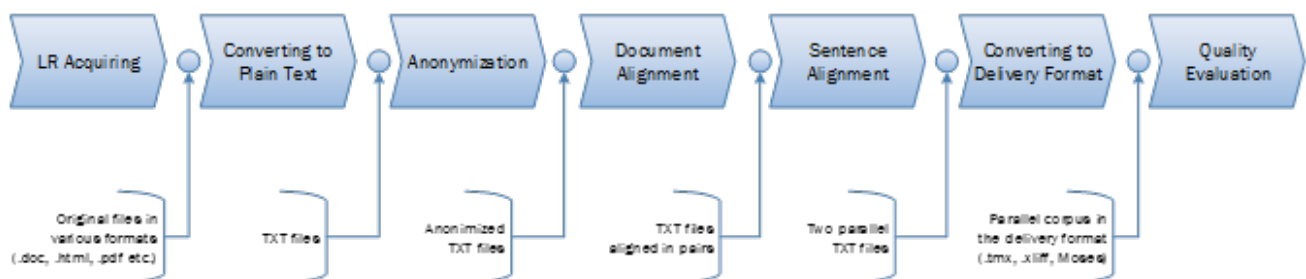 LR Acquiring
Converting to
Plain Text
Anonymization
Document
Alignment
Sentence
Alignment
Converting to
Delivery Format
Quality
Evaluation
Original files in
various formats
(.doc, .html, .pdf etc.)
TXT files
Anonimized
TXT files
TXT files
aligned in pairs
Two parallel
TXT files
Parallel corpus in
the delivery format
(.tmx, .xliff, Moses)